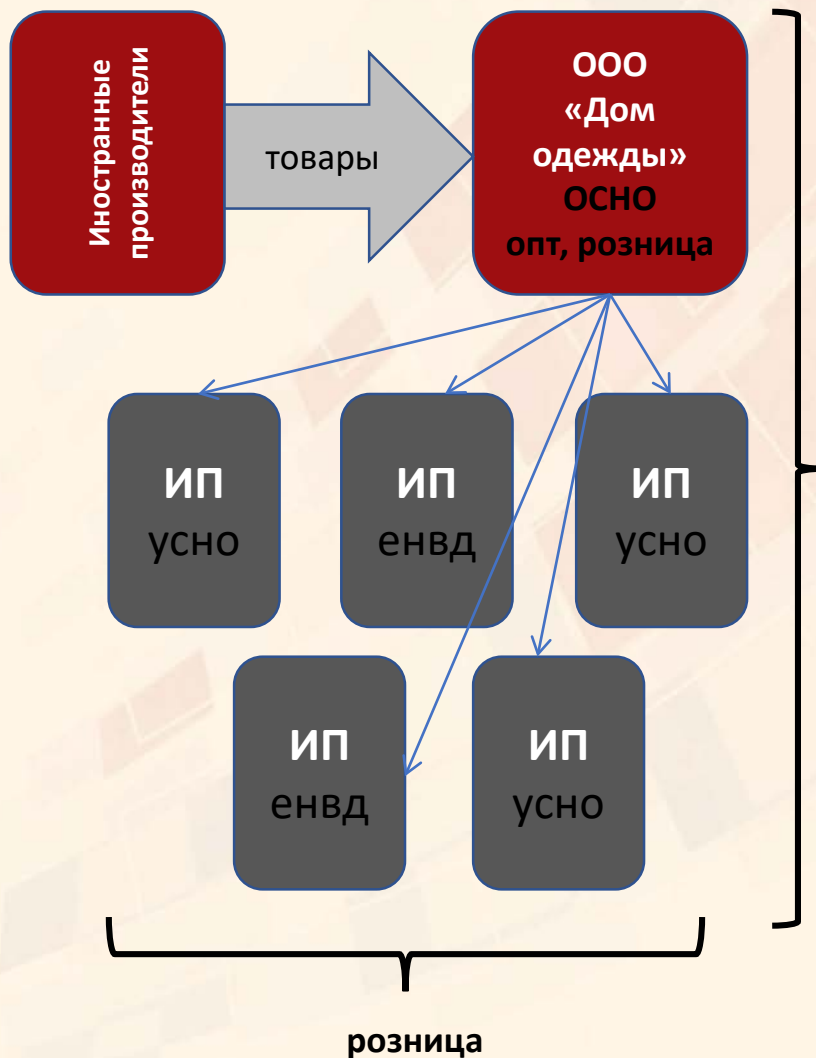 Иностранные
производители
товары
ООО
«Дом
одежды»
ОСНО
опт, розница
ИП
усно
ИП
енвд
ИП
усно
ИП
енвд
ИП
усно
розница